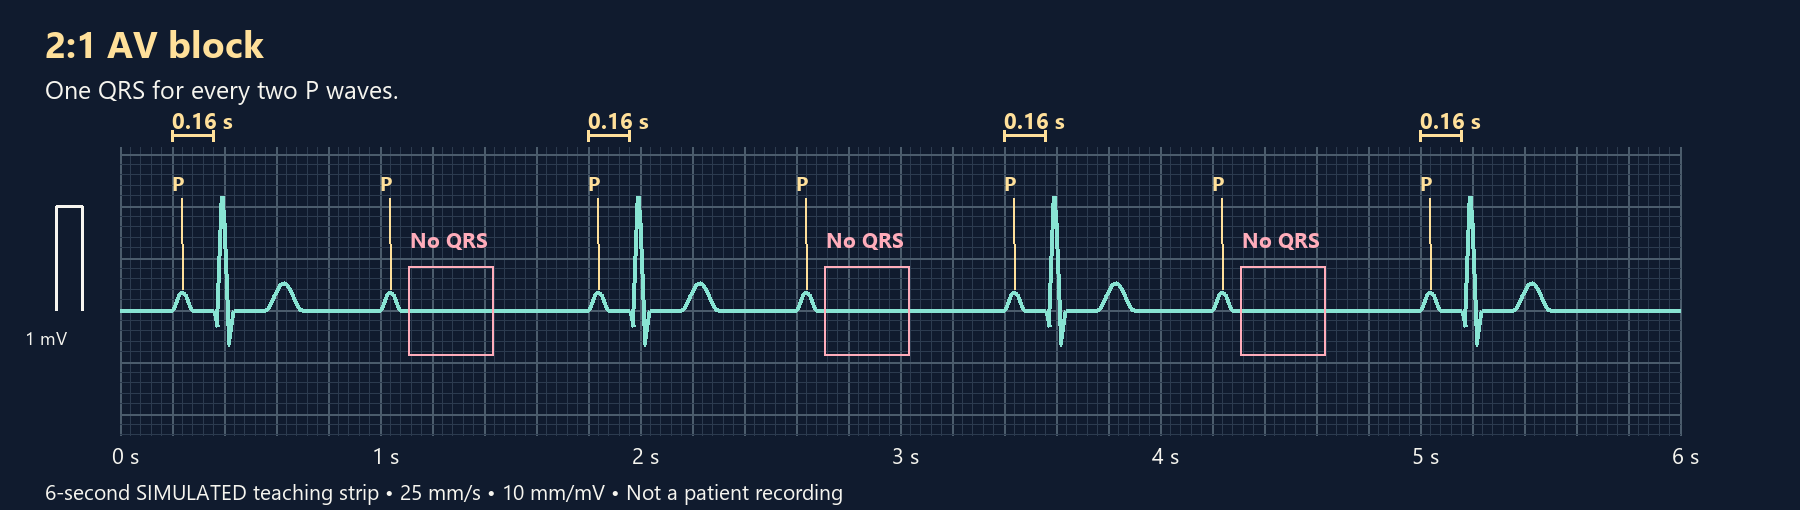 2:1 AV block
One QRS for every two P waves.
0.16 s 0.16 s 0.16 s 0.16 s
P P P P P P P
No QRS No QRS No QRS
1 mV
0 s 1 s 2 s 3 s 4 s 5 s 6 s
6-second SIMULATED teaching strip • 25 mm/s • 10 mm/mV • Not a patient recording